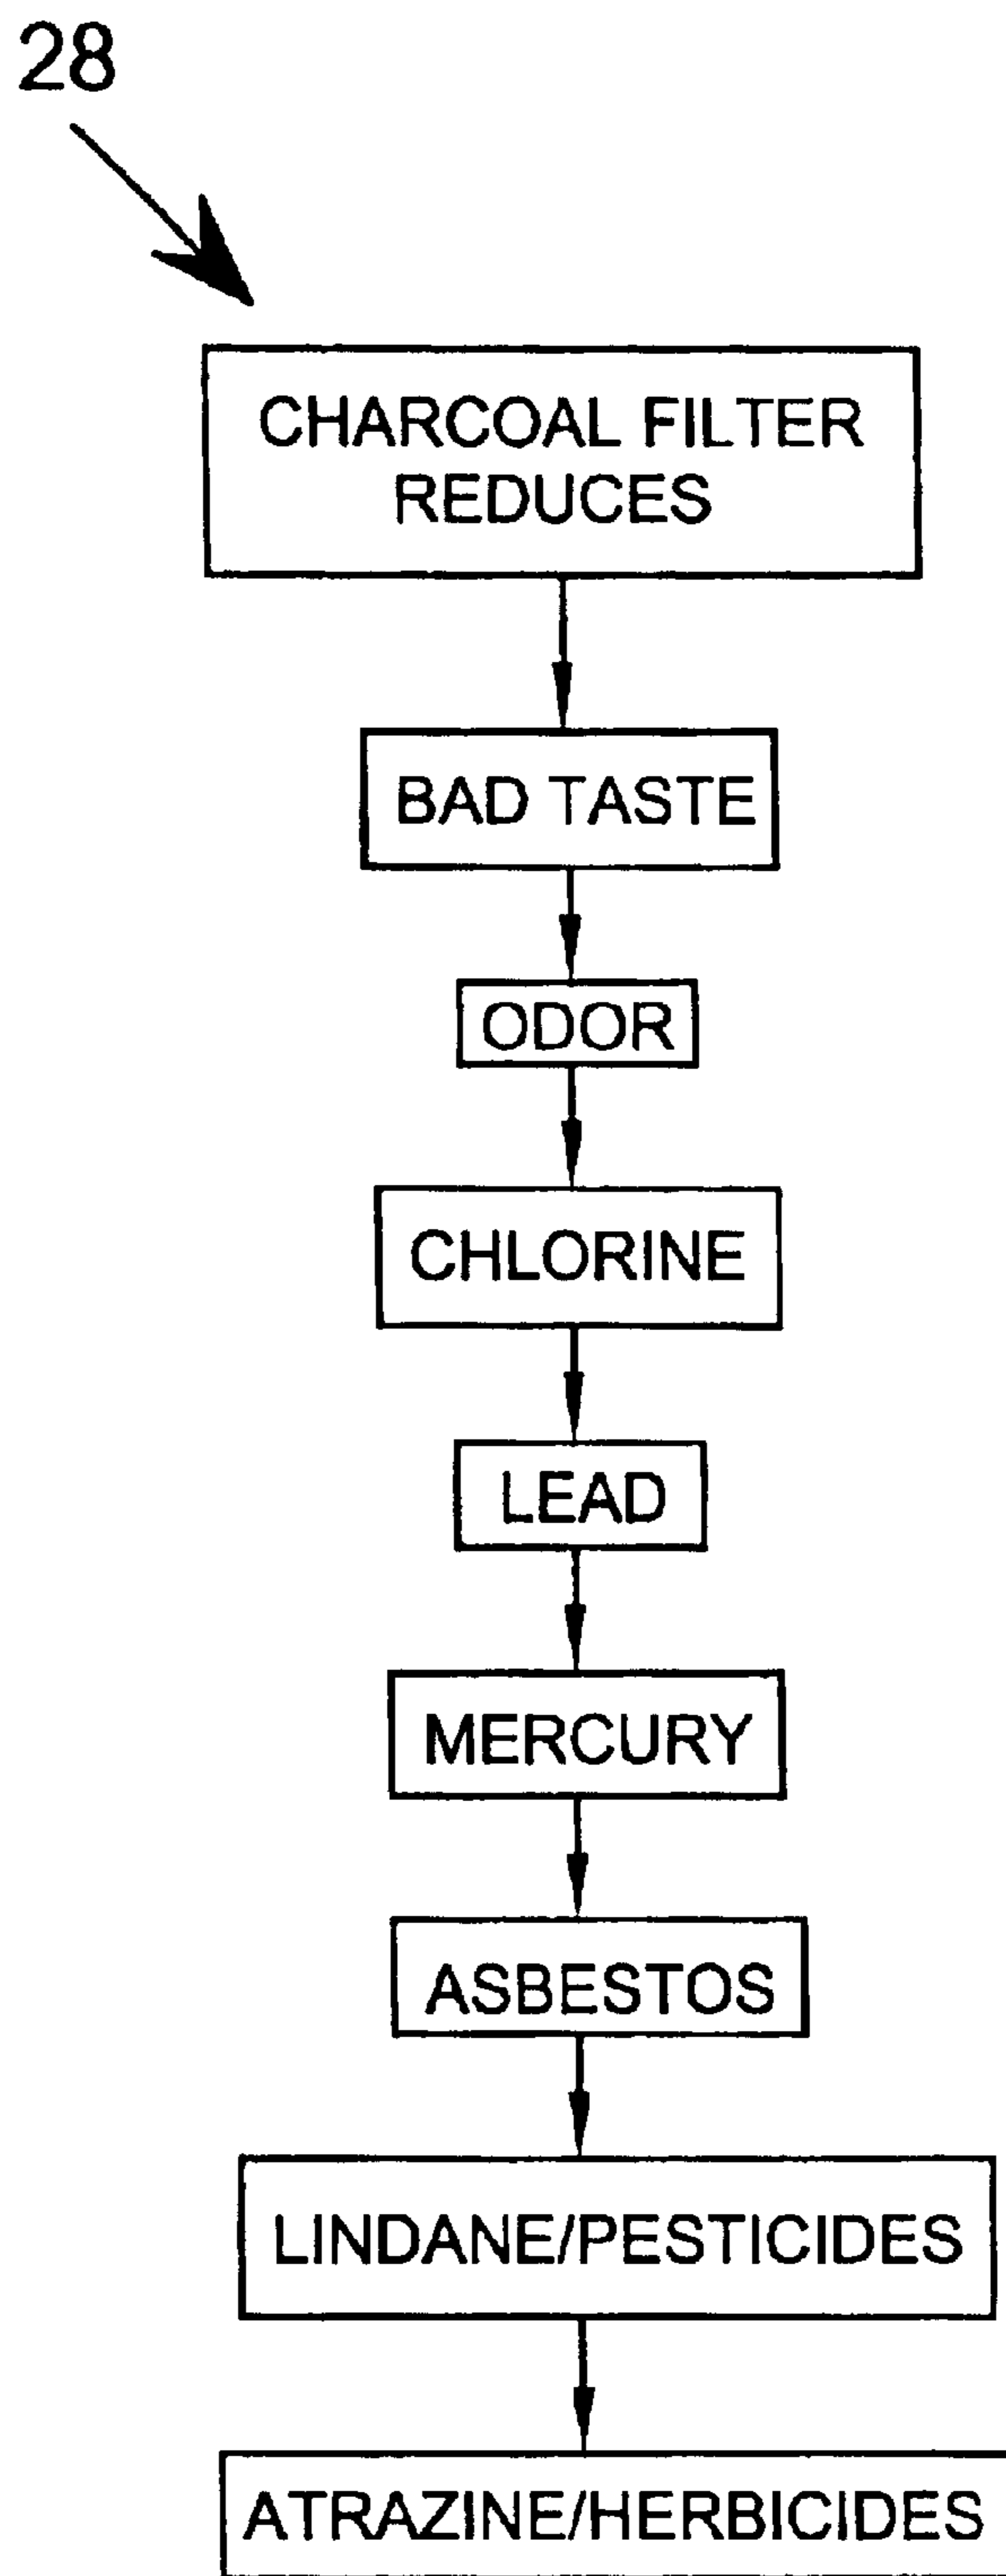 28
CHARCOAL FILTER
REDUCES
BAD TASTE
ODOR
CHLORINE
LEAD
MERCURY
ASBESTOS
LINDANE/PESTICIDES
ATRAZINE/HERBICIDES